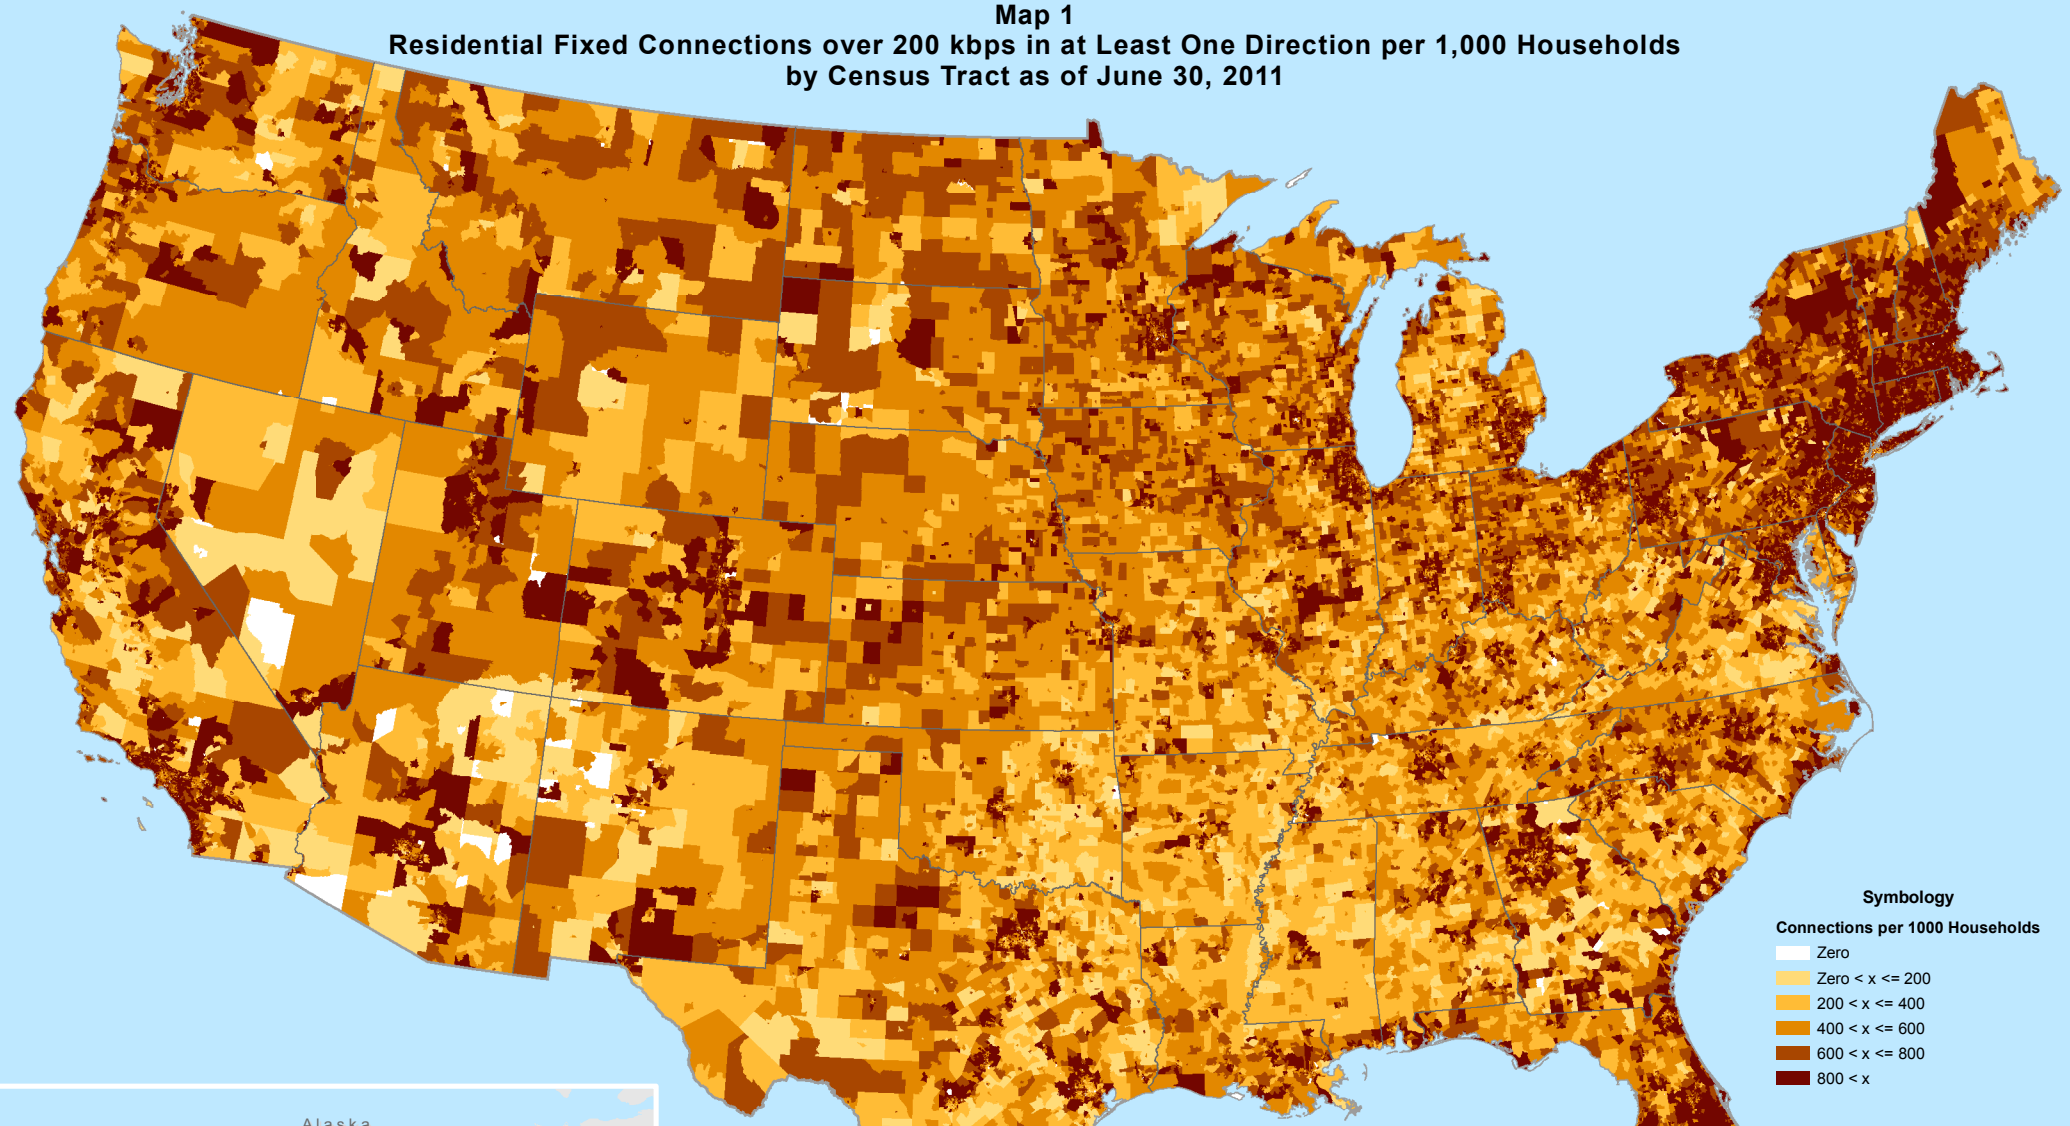 Map 1
Residential Fixed Connections over 200 kbps in at Least One Direction per 1,000 Households
by Census Tract as of June 30, 2011
Symbology
Connections per 1000 Households
Zero
Zero < x <= 200
200 < x <= 400
400 < x <= 600
600 < x <= 800
800 < x
Alaska